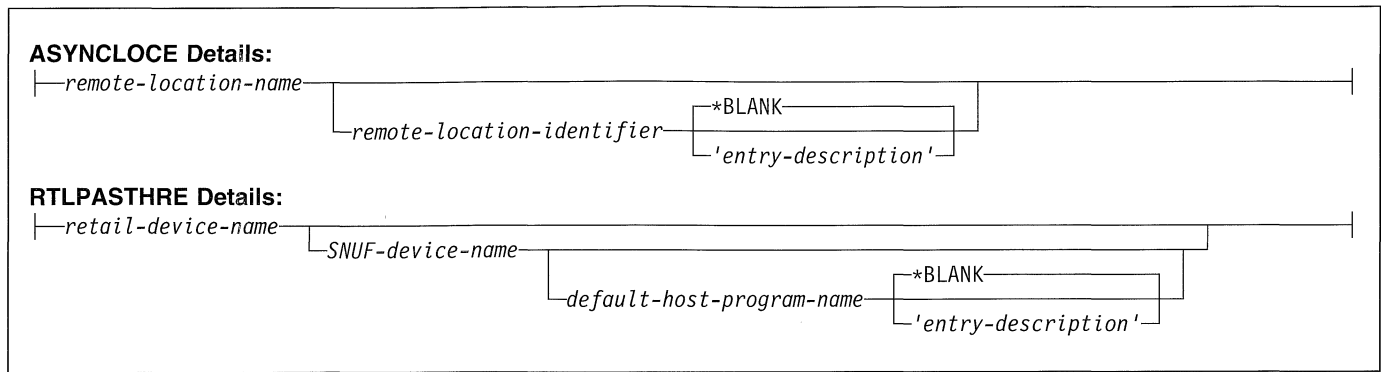 ASYNCLOCE Details:
remote-location-name
*BLANK
remote-location-identifier
'entry-description'
RTLPASTHRE Details:
retail-device-name
SNUF-device-name
*BLANK
default-host-program-name
'entry-description'